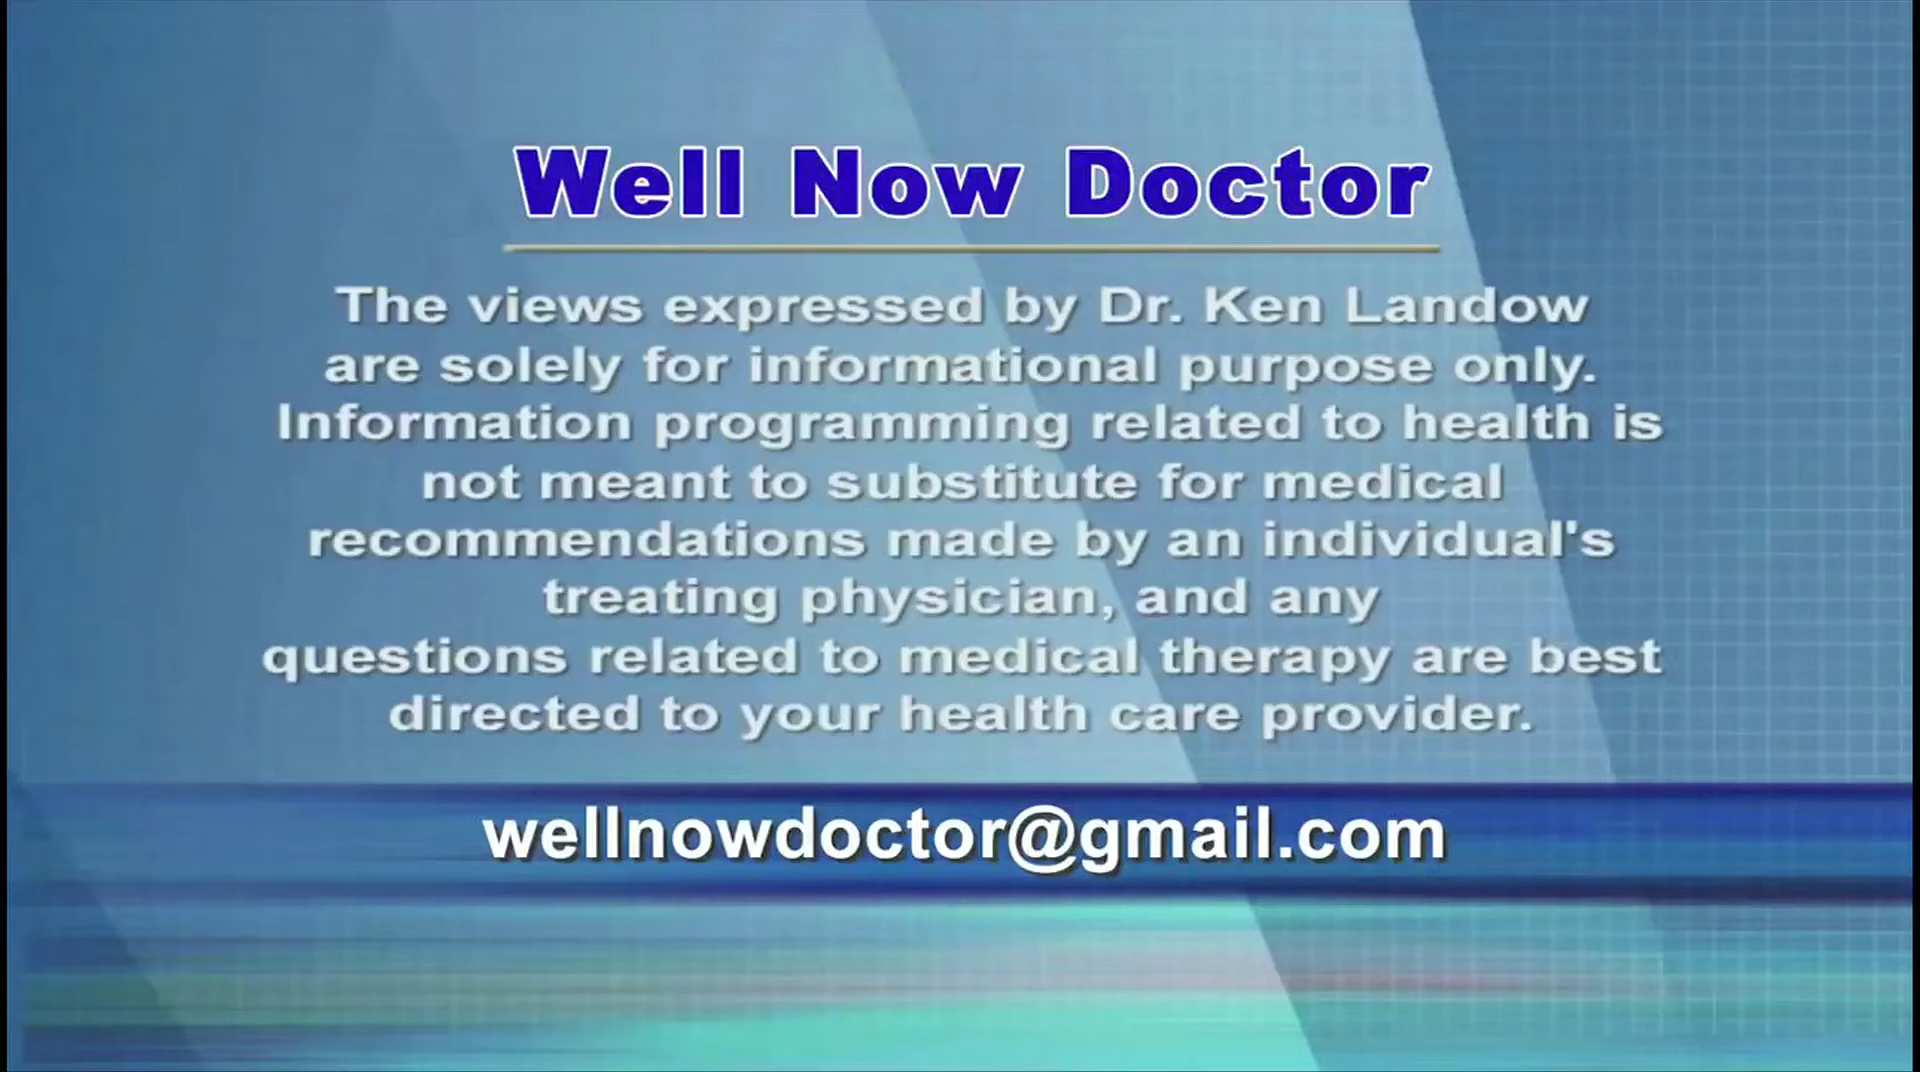 Well Now Doctor
The views expressed by Dr. Ken Landow
are solely for informational purpose only.
Information programming related to health is
not meant to substitute for medical
recommendations made by an individual's
treating physician, and any
questions related to medical therapy are best
directed to your health care provider.
wellnowdoctor@gmail.com